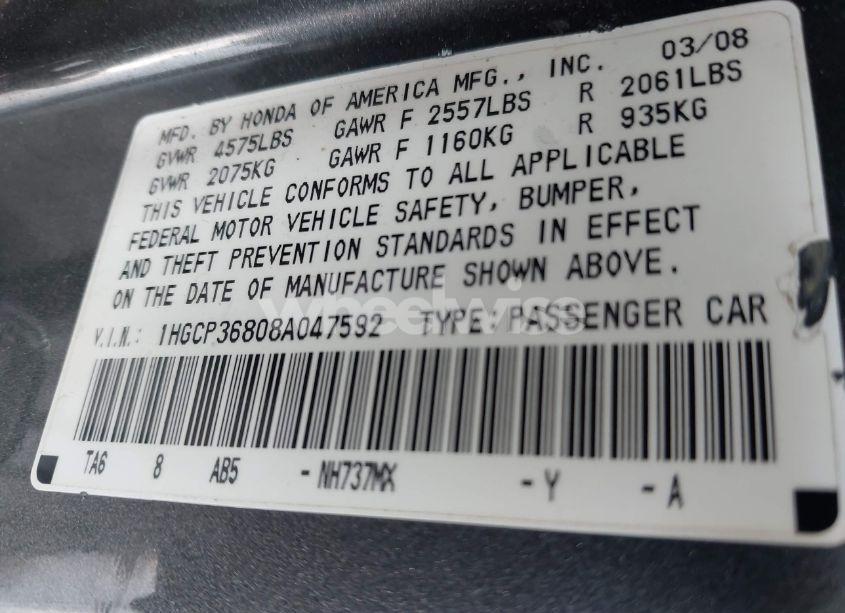 MFD. BY HONDA OF AMERICA MFG., INC. 03/08
GVWR 4575LBS GAWR F 2557LBS R 2061LBS
GVWR 2075KG GAWR F 1160KG R 935KG
THIS VEHICLE CONFORMS TO ALL APPLICABLE
FEDERAL MOTOR VEHICLE SAFETY, BUMPER,
AND THEFT PREVENTION STANDARDS IN EFFECT
ON THE DATE OF MANUFACTURE SHOWN ABOVE.
wheelwise
V.I.N.: 1HGCP36808A047592 TYPE: PASSENGER CAR
TA6 8 AB5 -NH737MX -Y -A